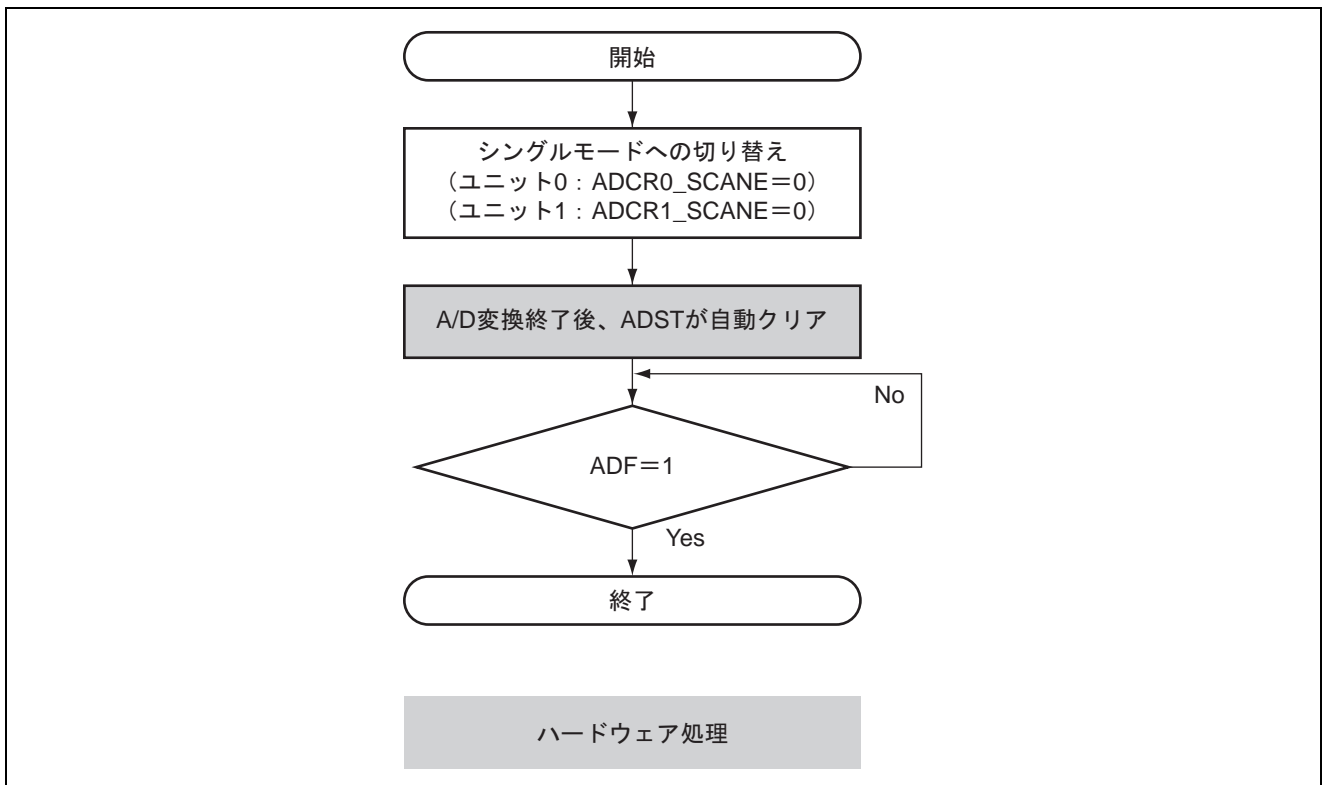 開始
シングルモードへの切り替え
（ユニット0：ADCR0_SCANE＝0）
（ユニット1：ADCR1_SCANE＝0）
A/D変換終了後、ADSTが自動クリア
No
ADF＝1
Yes
終了
ハードウェア処理